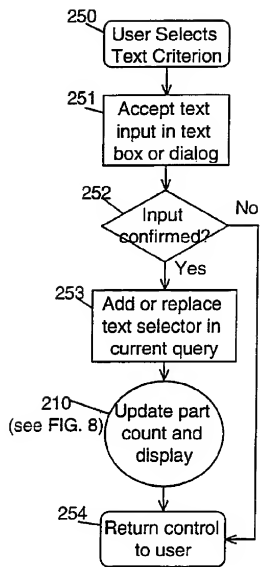 250
User Selects
Text Criterion
251
Accept text
input in text
box or dialog
252
Input
confirmed?
No
Yes
253
Add or replace
text selector in
current query
210
(see FIG. 8)
Update part
count and
display
254
Return control
to user